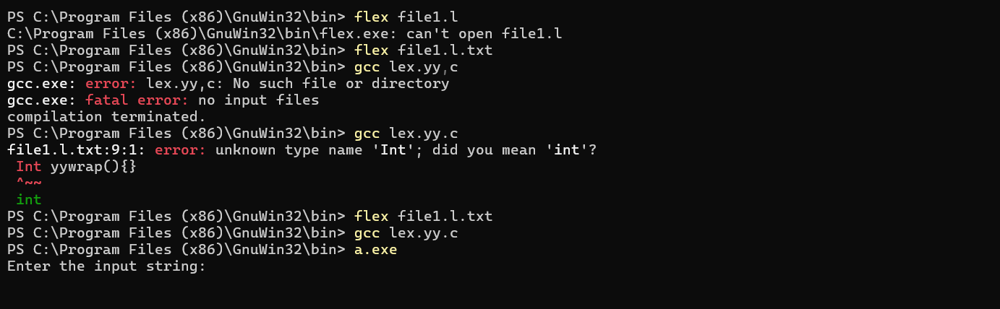 PS C:\Program Files (x86)\GnuWin32\bin> flex file1.l
C:\Program Files (x86)\GnuWin32\bin\flex.exe: can't open file1.l
PS C:\Program Files (x86)\GnuWin32\bin> flex file1.l.txt
PS C:\Program Files (x86)\GnuWin32\bin> gcc lex.yy,c
gcc.exe: error: lex.yy,c: No such file or directory
gcc.exe: fatal error: no input files
compilation terminated.
PS C:\Program Files (x86)\GnuWin32\bin> gcc lex.yy.c
file1.l.txt:9:1: error: unknown type name 'Int'; did you mean 'int'?
 Int yywrap(){}
 ^~~
 int
PS C:\Program Files (x86)\GnuWin32\bin> flex file1.l.txt
PS C:\Program Files (x86)\GnuWin32\bin> gcc lex.yy.c
PS C:\Program Files (x86)\GnuWin32\bin> a.exe
Enter the input string: